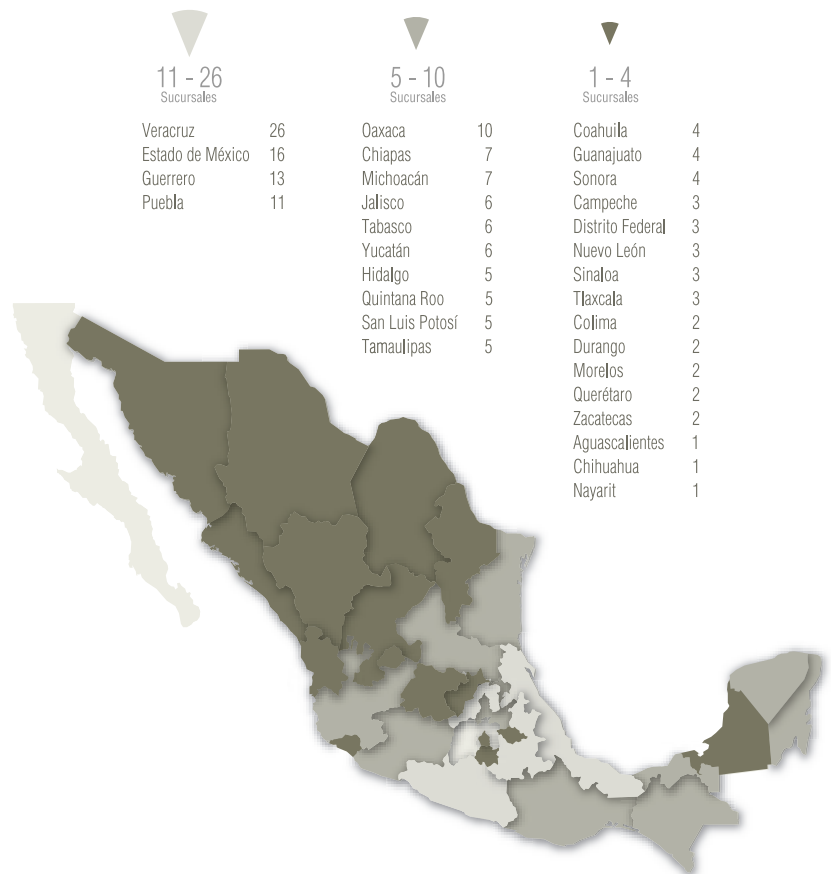 11 - 26
Sucursales
Veracruz 26
Estado de México 16
Guerrero 13
Puebla 11
5 - 10
Sucursales
Oaxaca 10
Chiapas 7
Michoacán 7
Jalisco 6
Tabasco 6
Yucatán 6
Hidalgo 5
Quintana Roo 5
San Luis Potosí 5
Tamaulipas 5
1 - 4
Sucursales
Coahuila 4
Guanajuato 4
Sonora 4
Campeche 3
Distrito Federal 3
Nuevo León 3
Sinaloa 3
Tlaxcala 3
Colima 2
Durango 2
Morelos 2
Querétaro 2
Zacatecas 2
Aguascalientes 1
Chihuahua 1
Nayarit 1